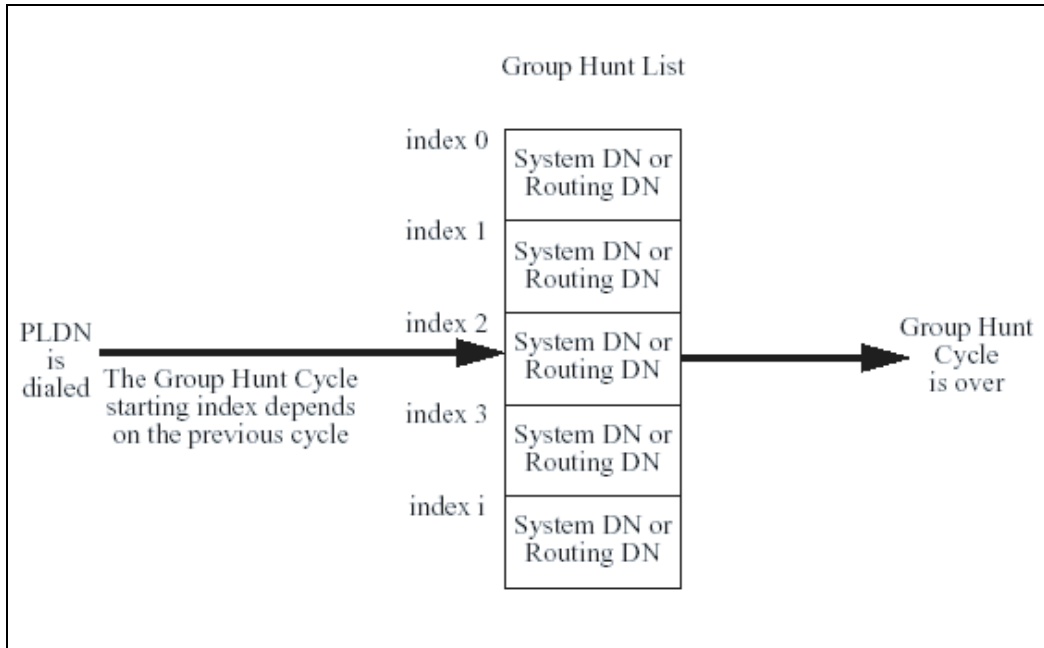 Group Hunt List
index 0
System DN or
Routing DN
index 1
System DN or
Routing DN
index 2
System DN or
Routing DN
PLDN
is
dialed
The Group Hunt Cycle
starting index depends
on the previous cycle
Group Hunt
Cycle
is over
index 3
System DN or
Routing DN
index i
System DN or
Routing DN